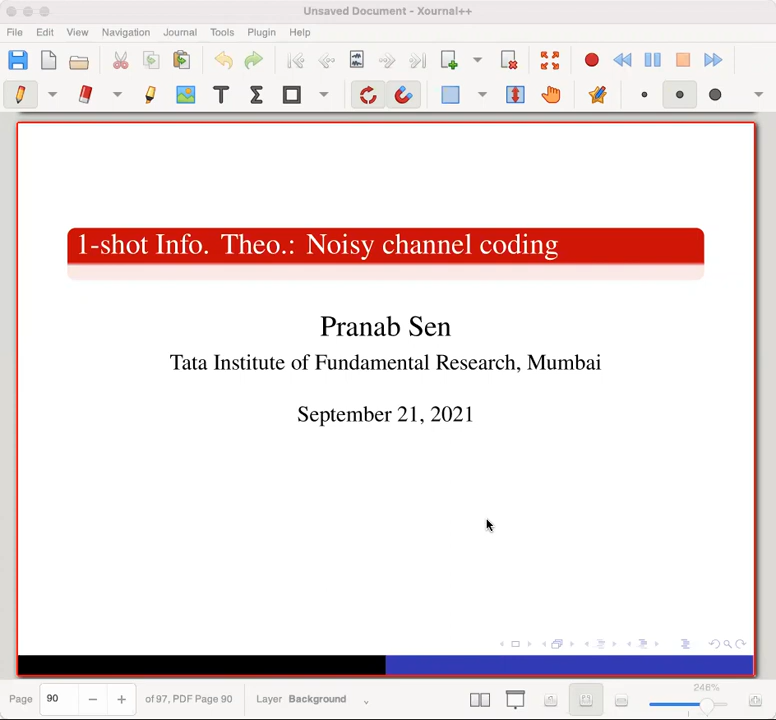 Unsaved Document - Xournal++
File Edit View Navigation Journal Tools Plugin Help
1-shot Info. Theo.: Noisy channel coding
Pranab Sen
Tata Institute of Fundamental Research, Mumbai
September 21, 2021
Page 90 of 97, PDF Page 90 Layer Background 246%